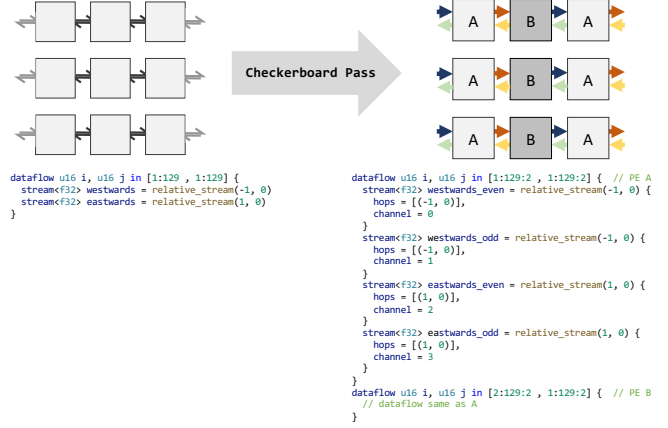 A B A
A B A
A B A
Checkerboard Pass
dataflow u16 i, u16 j in [1:129 , 1:129] {
stream<f32> westwards = relative_stream(-1, 0)
stream<f32> eastwards = relative_stream(1, 0)
}
dataflow u16 i, u16 j in [1:129:2 , 1:129:2] { // PE A
stream<f32> westwards_even = relative_stream(-1, 0) {
hops = [(-1, 0)],
channel = 0
}
stream<f32> westwards_odd = relative_stream(-1, 0) {
hops = [(-1, 0)],
channel = 1
}
stream<f32> eastwards_even = relative_stream(1, 0) {
hops = [(1, 0)],
channel = 2
}
stream<f32> eastwards_odd = relative_stream(1, 0) {
hops = [(1, 0)],
channel = 3
}
}
dataflow u16 i, u16 j in [2:129:2 , 1:129:2] { // PE B
// dataflow same as A
}